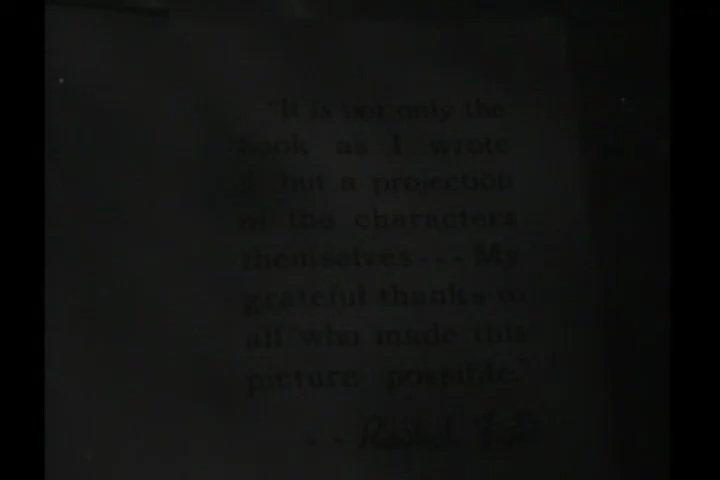 "It is not only the
book as I wrote
but a projection
of the characters
themselves--- My
grateful thanks to
all who made this
picture possible."
-- Rachel